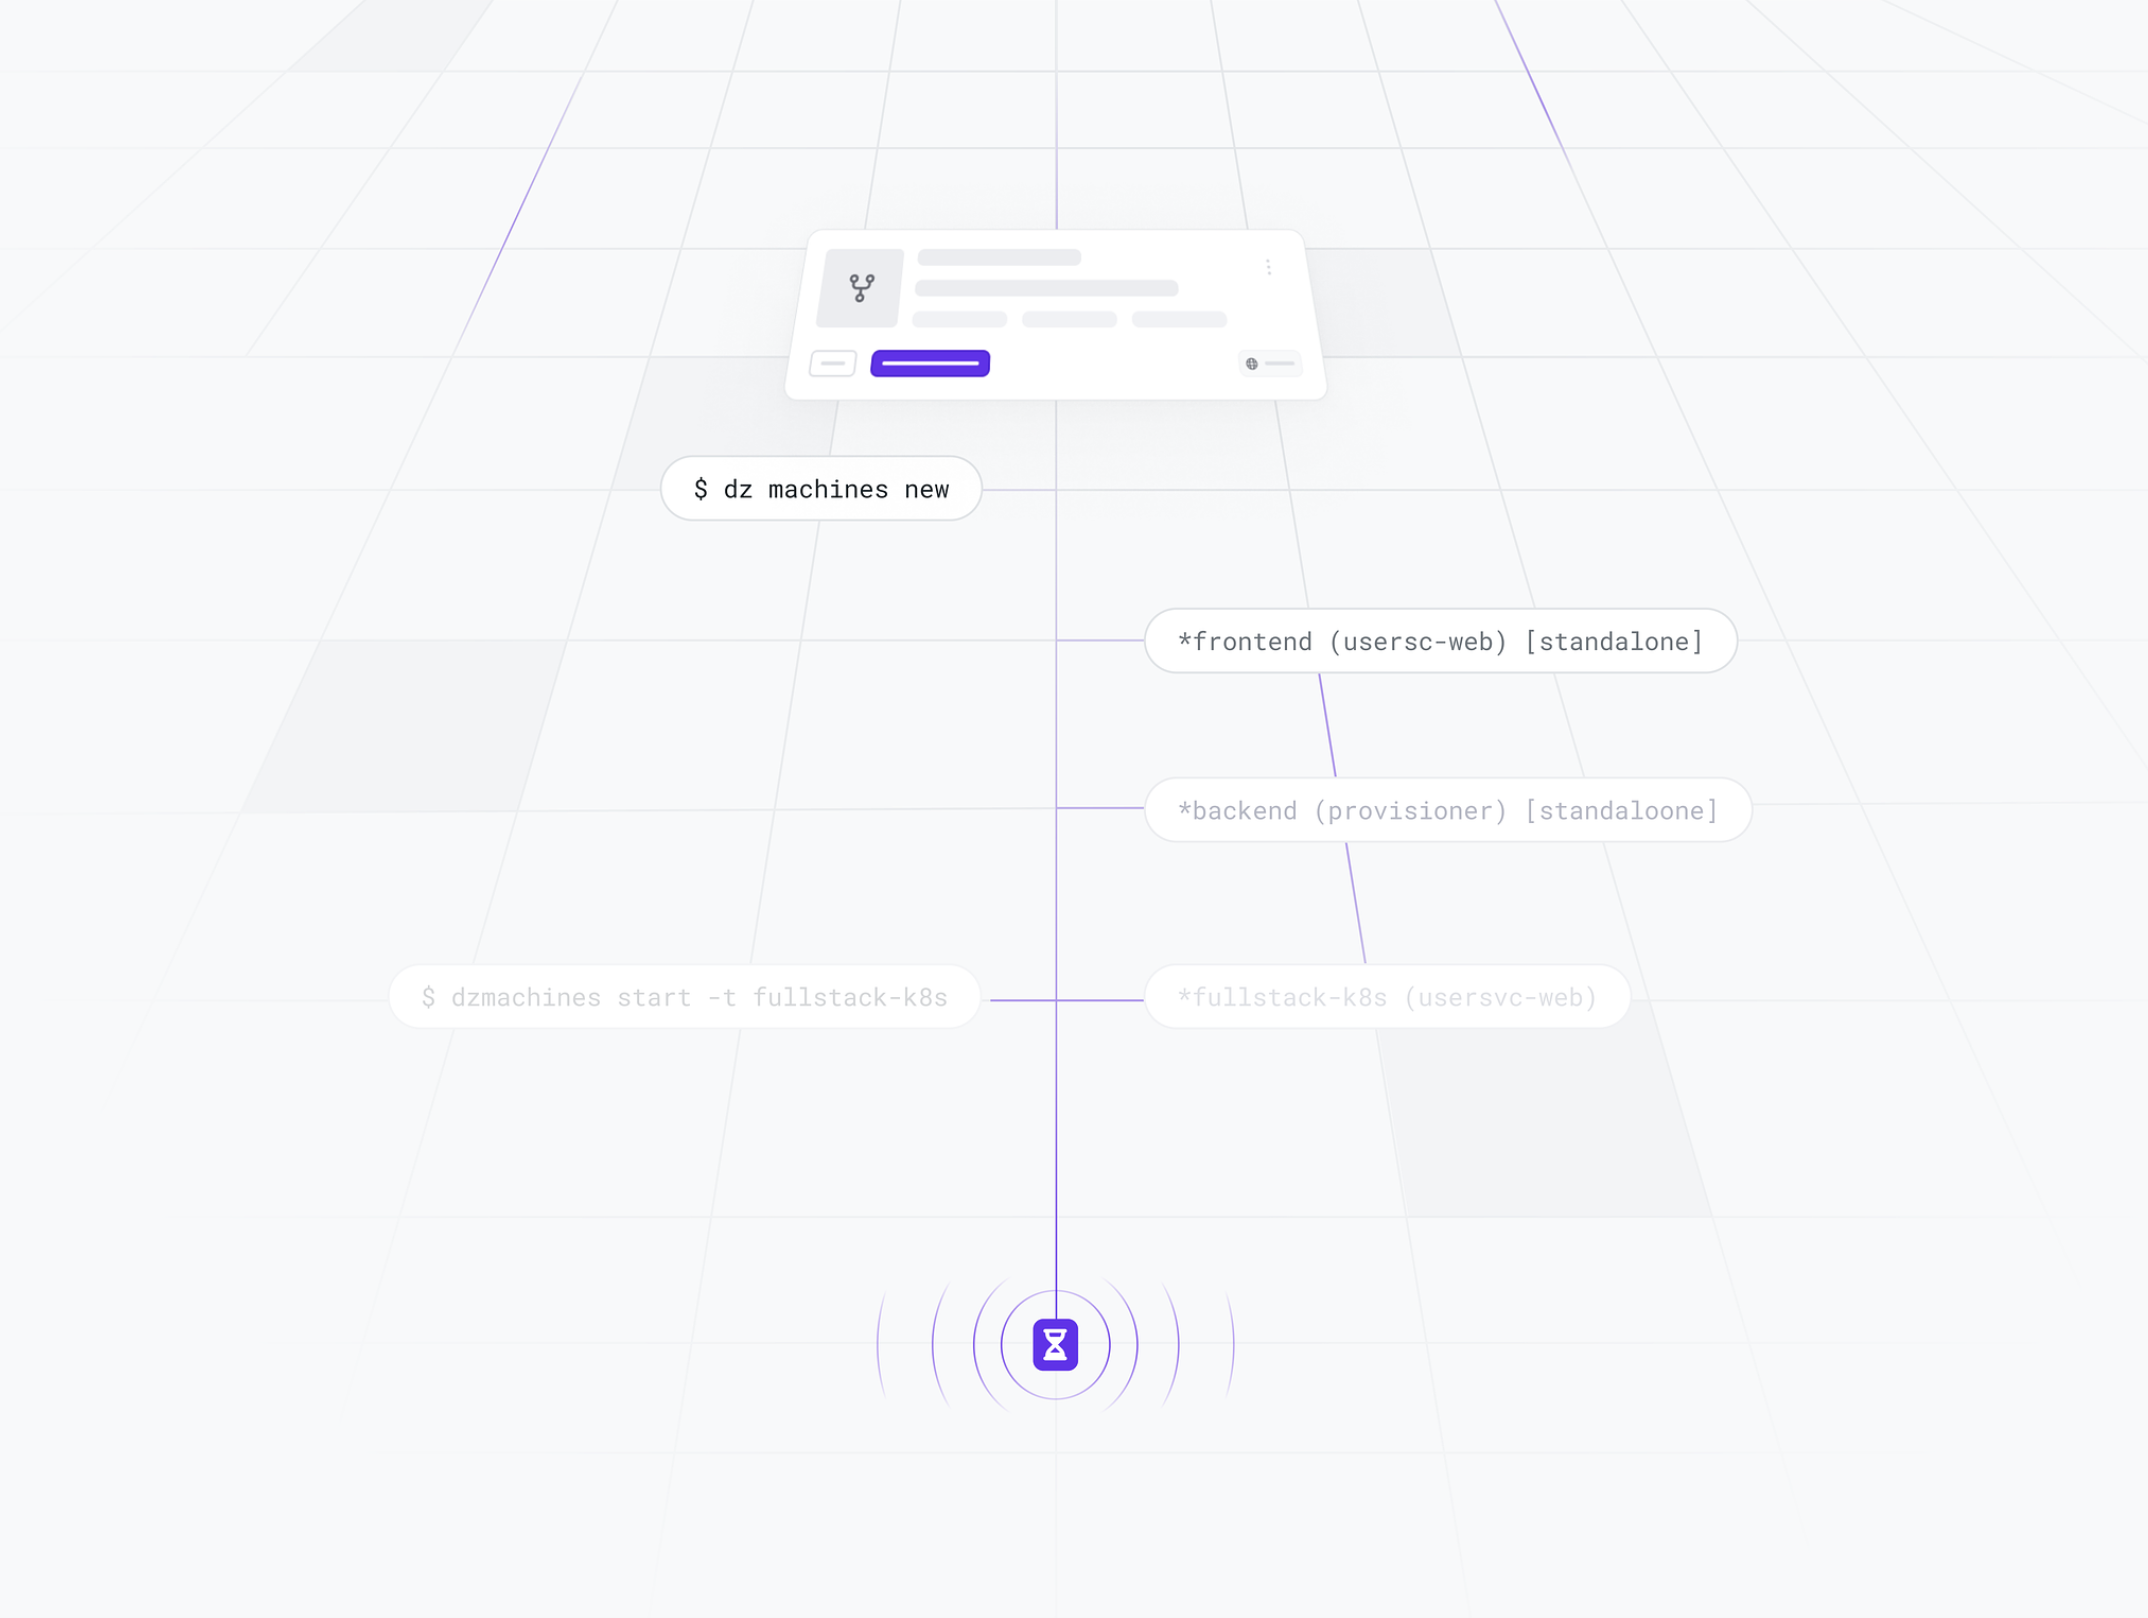 $ dz machines new
*frontend (usersc-web) [standalone]
*backend (provisioner) [standaloone]
$ dzmachines start -t fullstack-k8s
*fullstack-k8s (usersvc-web)